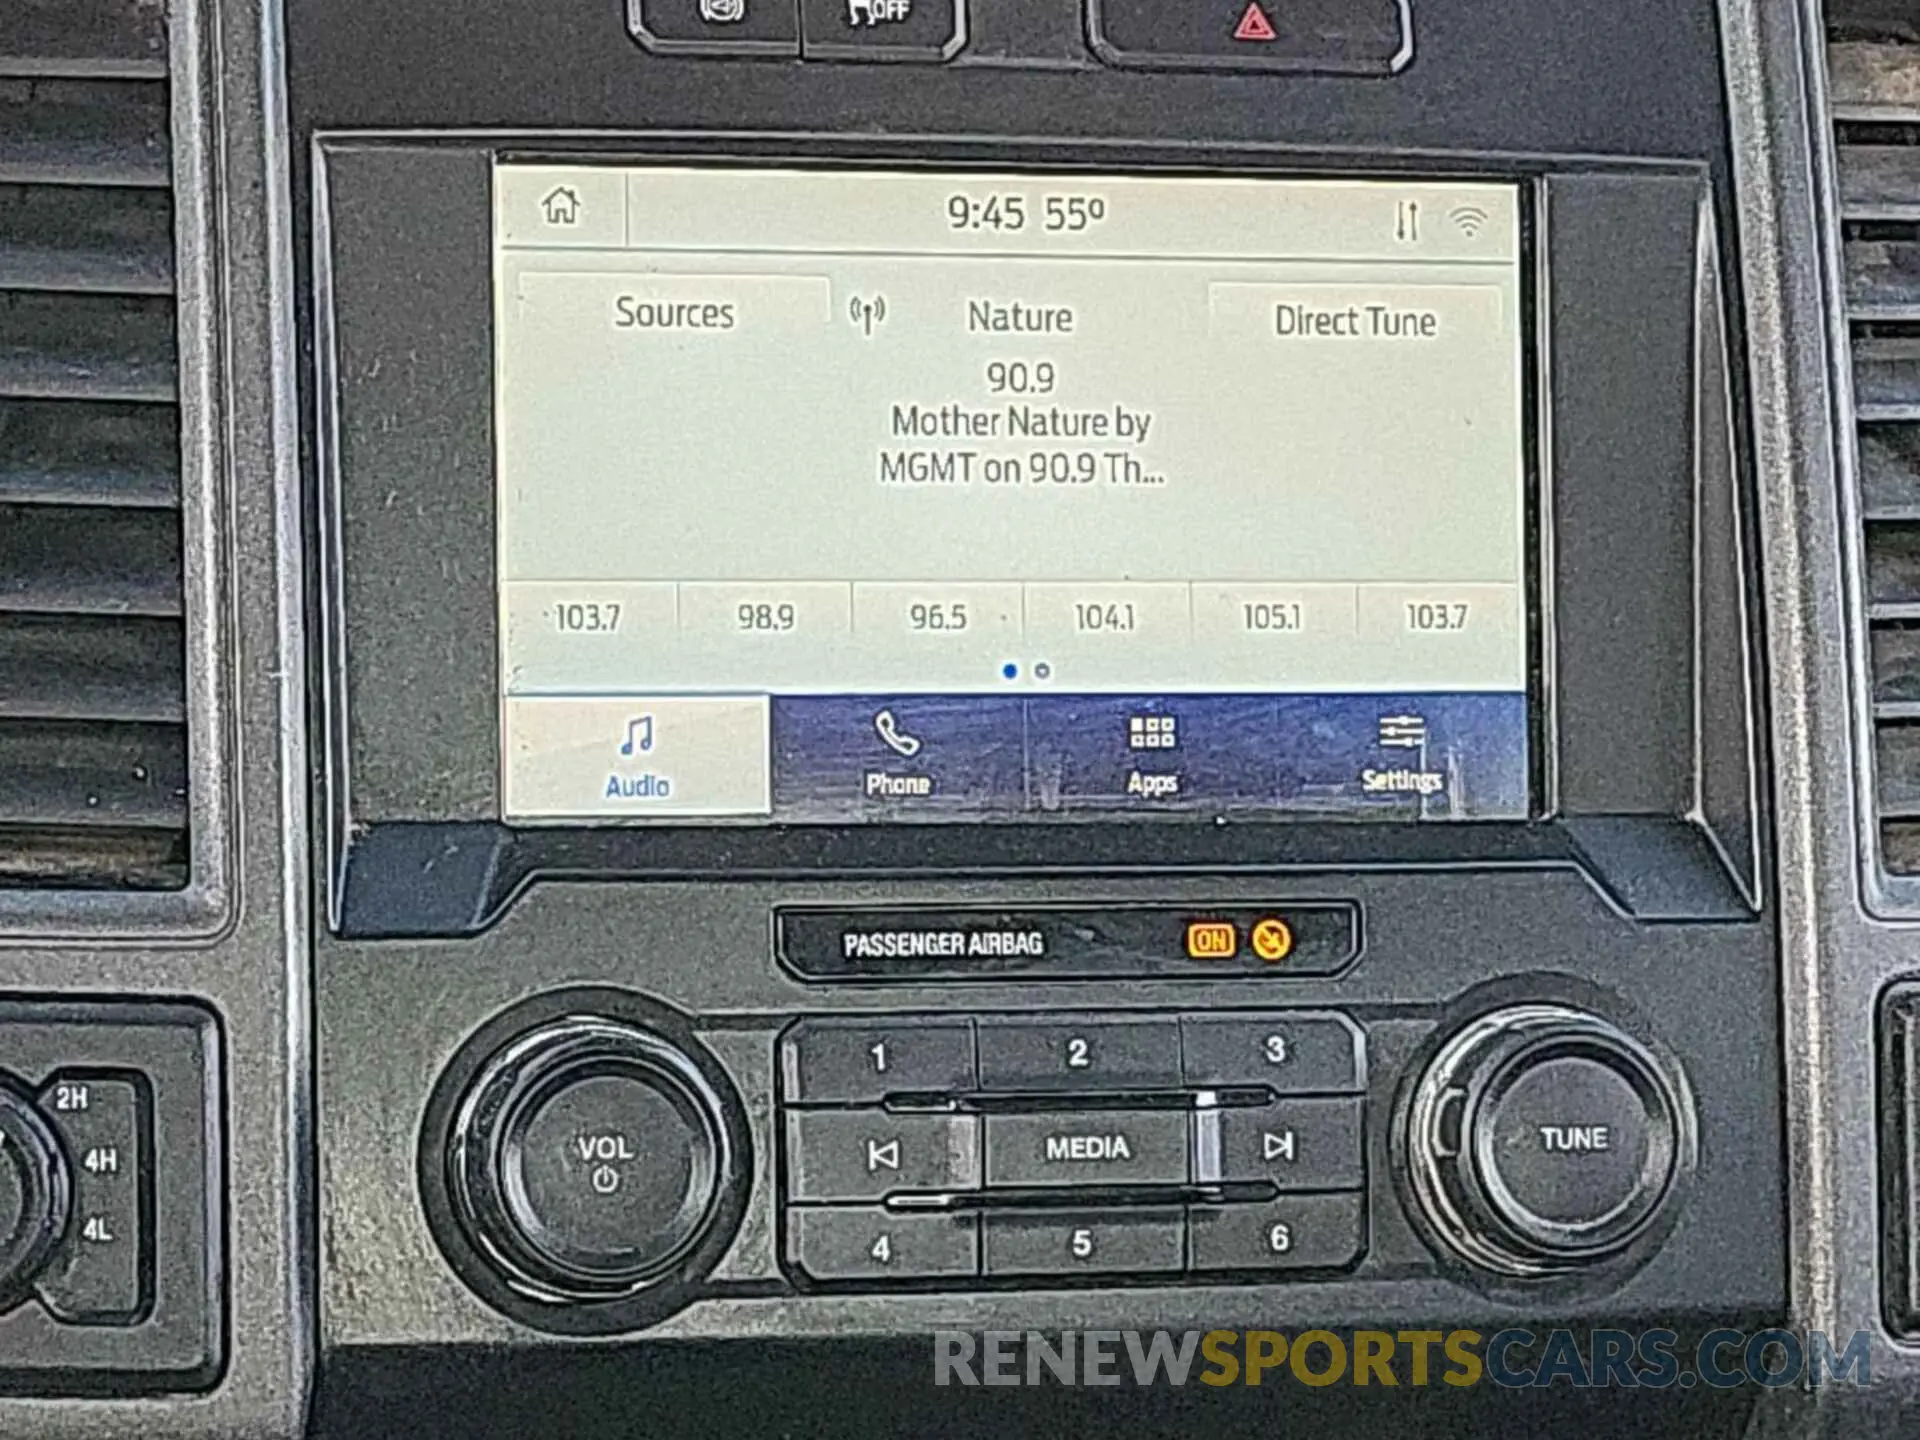 OFF
9:45 55º
Sources
Nature
Direct Tune
90.9
Mother Nature by
MGMT on 90.9 Th...
103.7 98.9 96.5 104.1 105.1 103.7
Audio
Phone
Apps
Settings
PASSENGER AIRBAG
ON
1 2 3
VOL
MEDIA
TUNE
4 5 6
2H
4H
4L
RENEWSPORTSCARS.COM